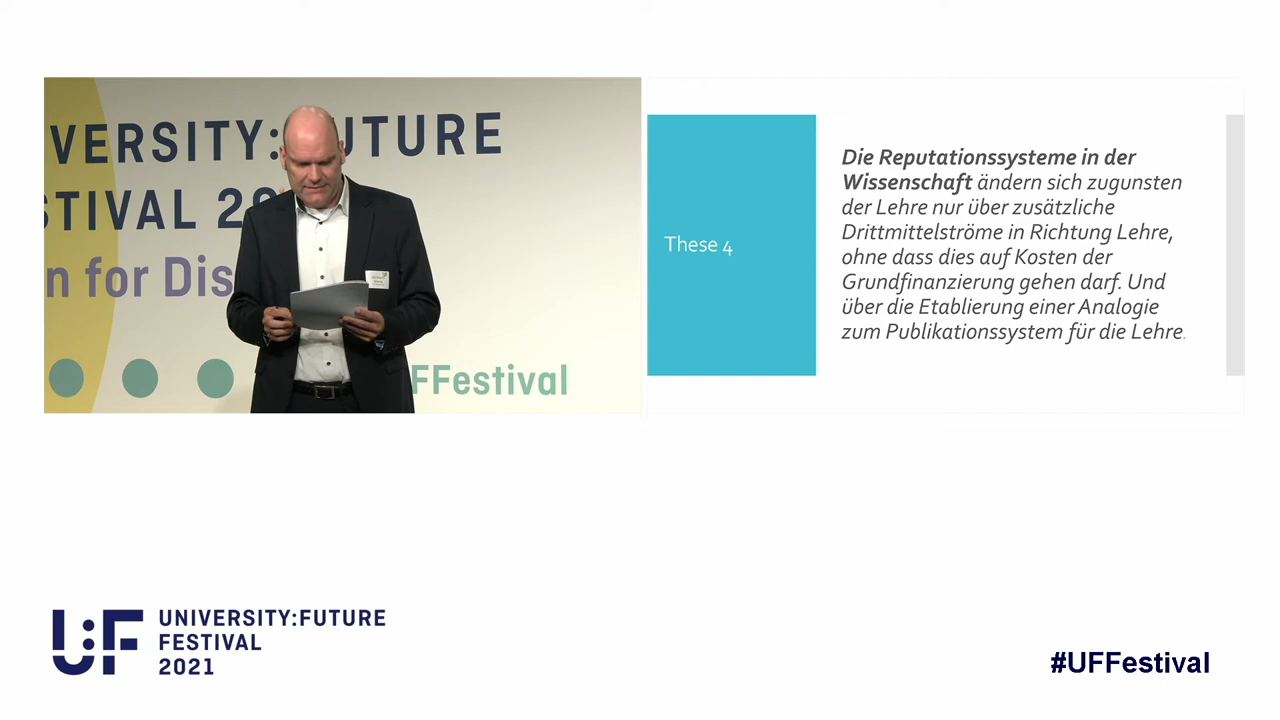 VERSITY: UTURE
STIVAL 20
n for Dis
FFestival
These 4
Die Reputationssysteme in der
Wissenschaft ändern sich zugunsten
der Lehre nur über zusätzliche
Drittmittelströme in Richtung Lehre,
ohne dass dies auf Kosten der
Grundfinanzierung gehen darf. Und
über die Etablierung einer Analogie
zum Publikationssystem für die Lehre.
U:F
UNIVERSITY:FUTURE
FESTIVAL
2021
#UFFestival